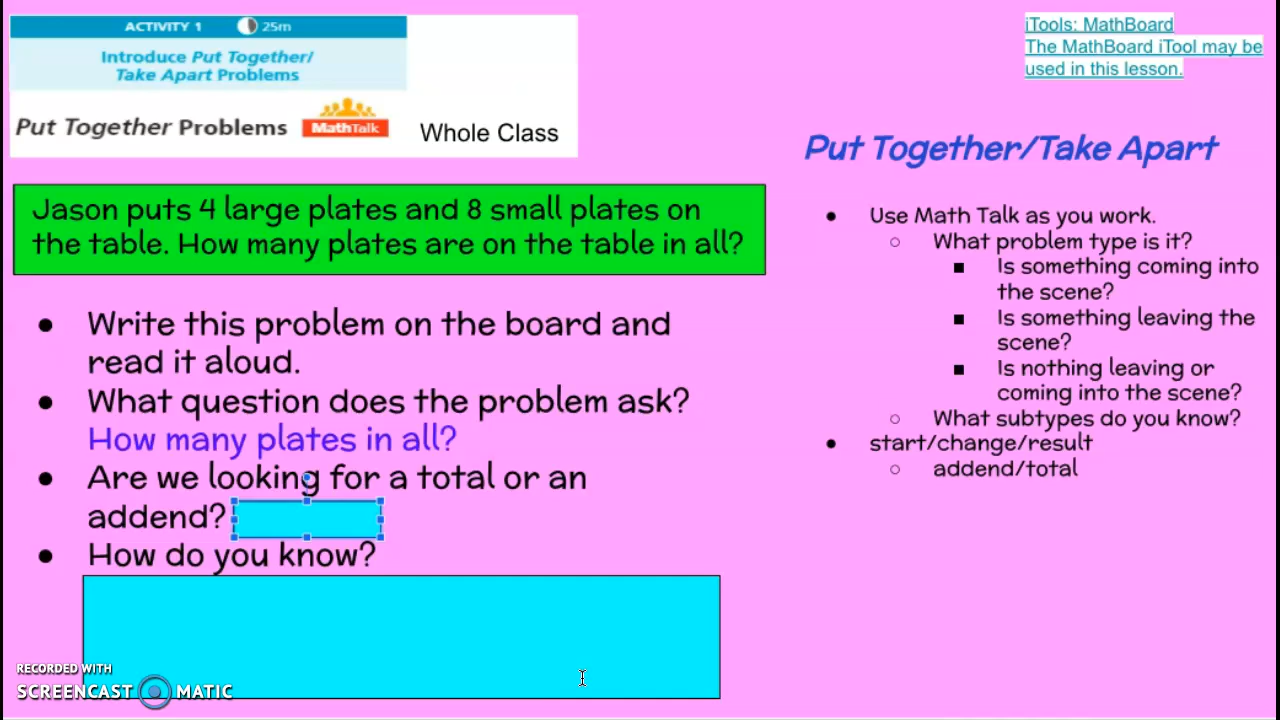 ACTIVITY 1 25m
Introduce Put Together/
Take Apart Problems
Put Together Problems MathTalk Whole Class
iTools: MathBoard
The MathBoard iTool may be
used in this lesson.
Jason puts 4 large plates and 8 small plates on
the table. How many plates are on the table in all?
• Write this problem on the board and
read it aloud.
• What question does the problem ask?
How many plates in all?
• Are we looking for a total or an
addend?
• How do you know?
Put Together/Take Apart
• Use Math Talk as you work.
○ What problem type is it?
■ Is something coming into
the scene?
■ Is something leaving the
scene?
■ Is nothing leaving or
coming into the scene?
○ What subtypes do you know?
• start/change/result
○ addend/total
RECORDED WITH
SCREENCAST MATIC